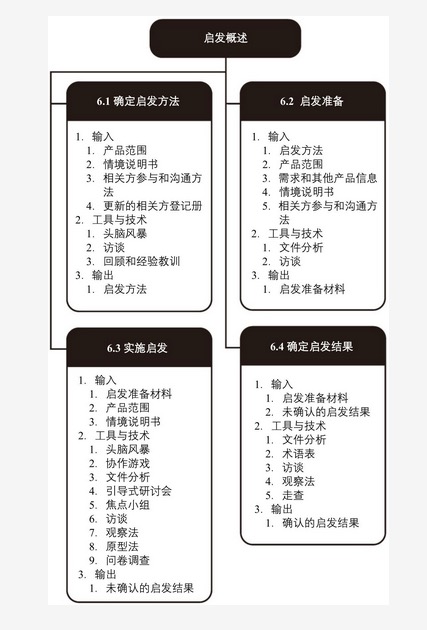 启发概述
6.1 确定启发方法
1. 输入
1. 产品范围
2. 情境说明书
3. 相关方参与和沟通方
法
4. 更新的相关方登记册
2. 工具与技术
1. 头脑风暴
2. 访谈
3. 回顾和经验教训
3. 输出
1. 启发方法
6.2 启发准备
1. 输入
1. 启发方法
2. 产品范围
3. 需求和其他产品信息
4. 情境说明书
5. 相关方参与和沟通方
法
2. 工具与技术
1. 文件分析
2. 访谈
3. 输出
1. 启发准备材料
6.3 实施启发
1. 输入
1. 启发准备材料
2. 产品范围
3. 情境说明书
2. 工具与技术
1. 头脑风暴
2. 协作游戏
3. 文件分析
4. 引导式研讨会
5. 焦点小组
6. 访谈
7. 观察法
8. 原型法
9. 问卷调查
3. 输出
1. 未确认的启发结果
6.4 确定启发结果
1. 输入
1. 启发准备材料
2. 未确认的启发结果
2. 工具与技术
1. 文件分析
2. 术语表
3. 访谈
4. 观察法
5. 走查
3. 输出
1. 确认的启发结果